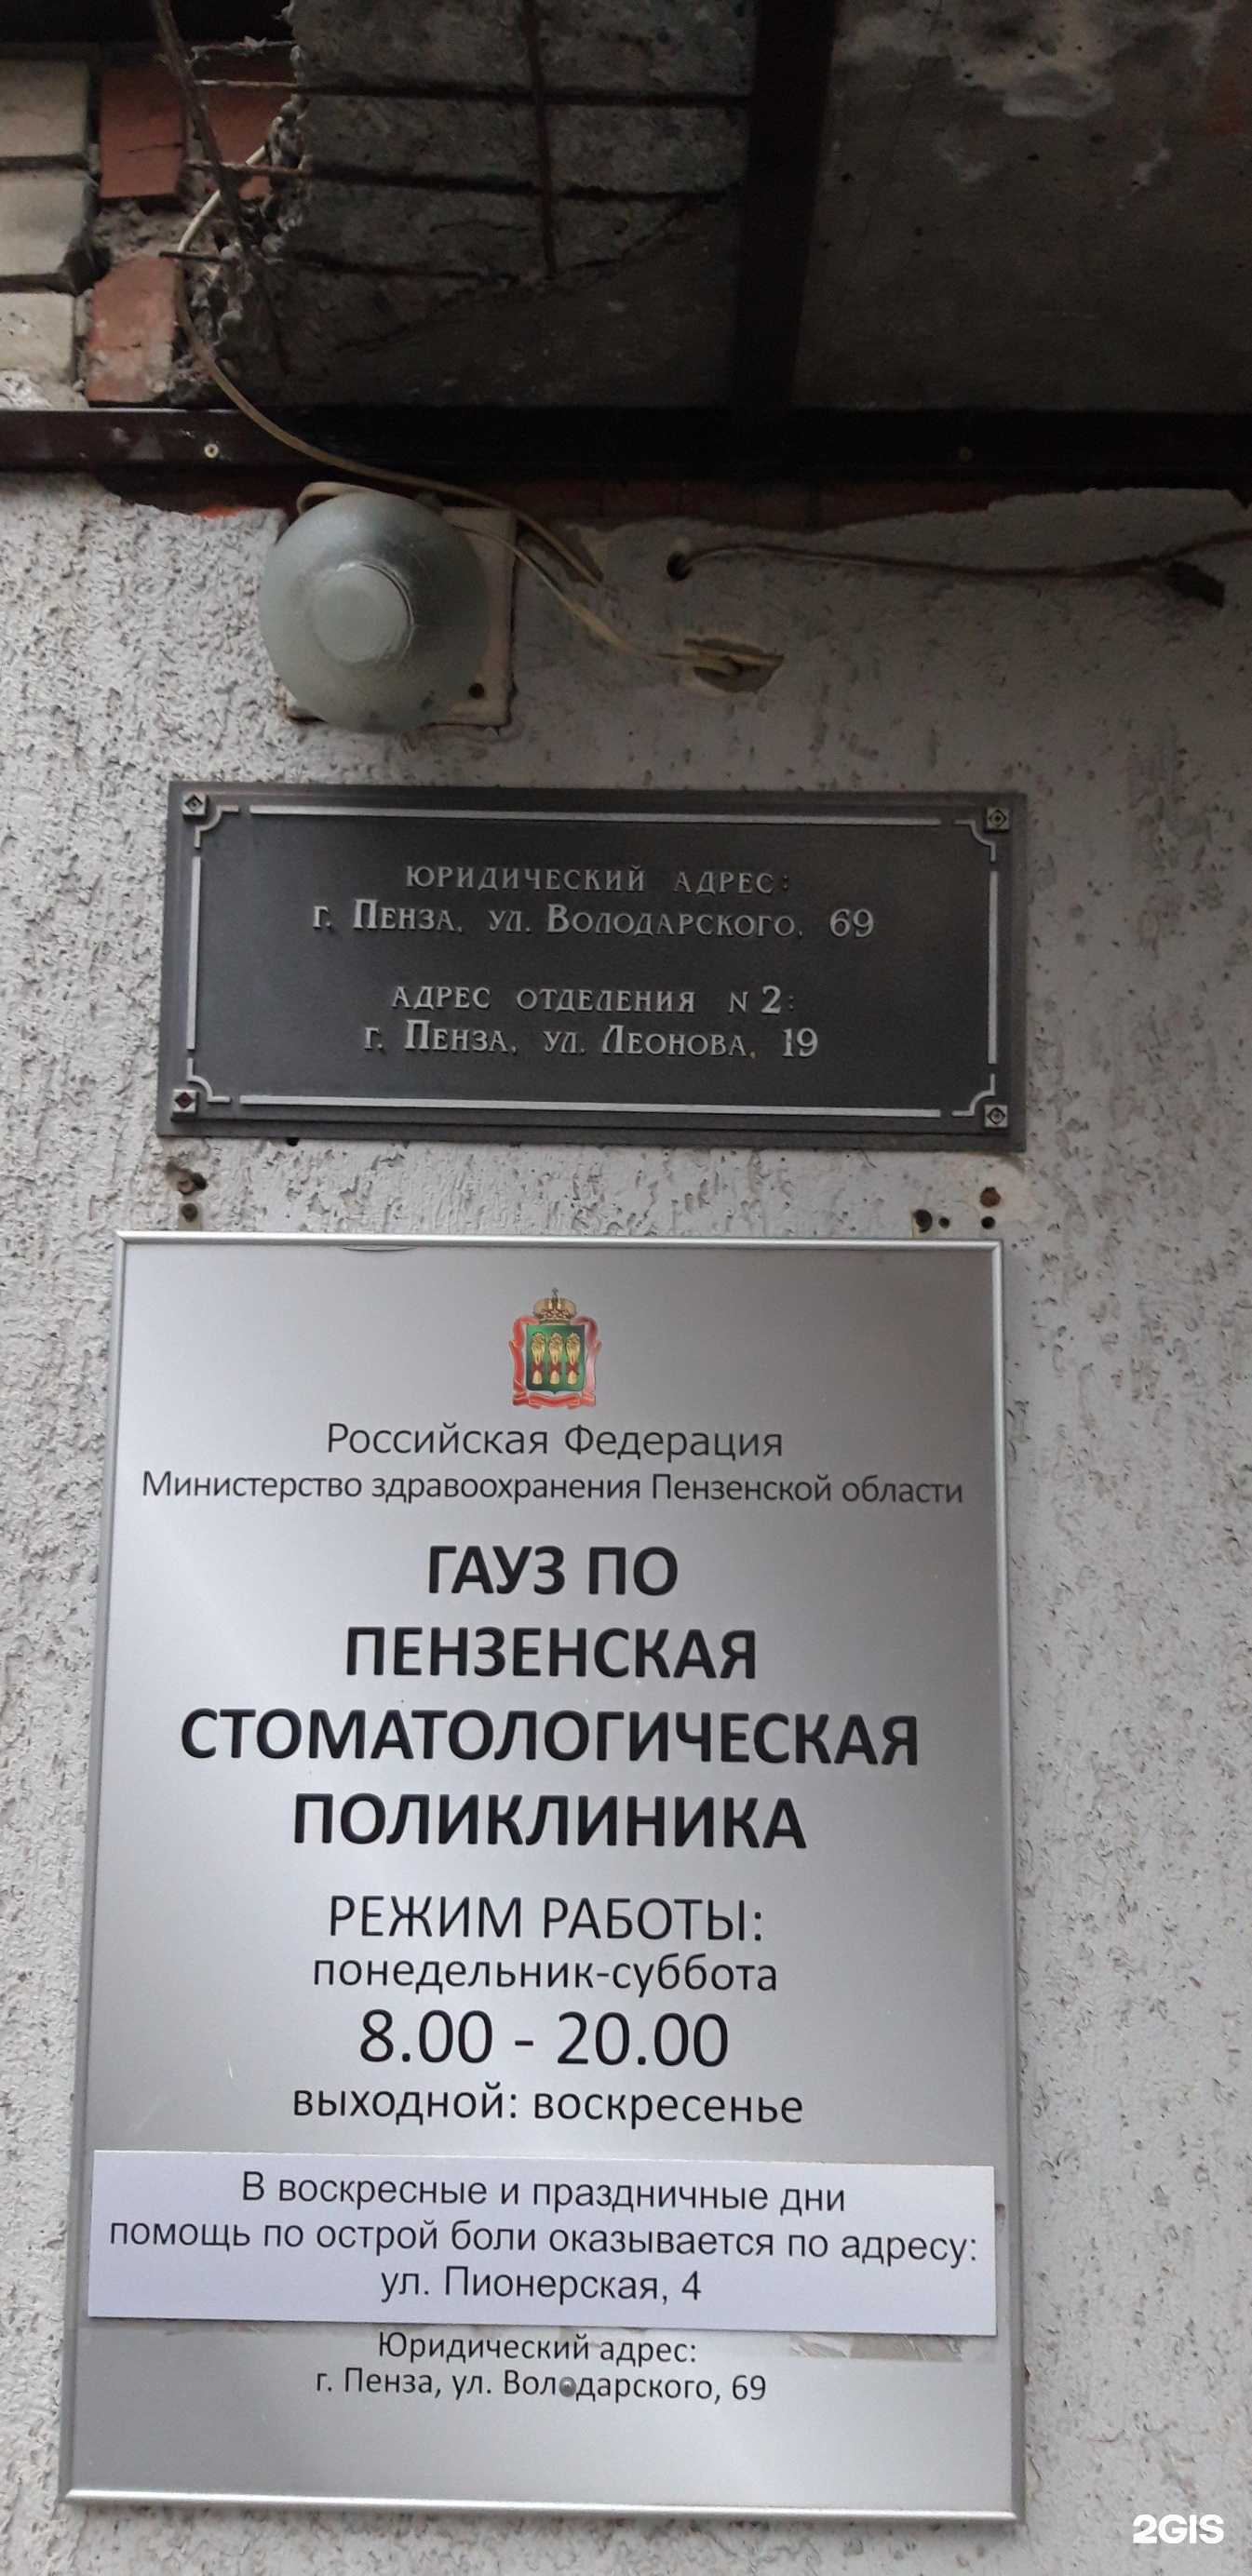 ЮРИДИЧЕСКИЙ АДРЕС:
г. ПЕНЗА, УЛ. ВОЛОДАРСКОГО, 69
АДРЕС ОТДЕЛЕНИЯ N 2:
г. ПЕНЗА, УЛ. ЛЕОНОВА, 19
Российская Федерация
Министерство здравоохранения Пензенской области
ГАУЗ ПО
ПЕНЗЕНСКАЯ
СТОМАТОЛОГИЧЕСКАЯ
ПОЛИКЛИНИКА
РЕЖИМ РАБОТЫ:
понедельник-суббота
8.00 - 20.00
выходной: воскресенье
В воскресные и праздничные дни
помощь по острой боли оказывается по адресу:
ул. Пионерская, 4
Юридический адрес:
г. Пенза, ул. Володарского, 69
2GIS